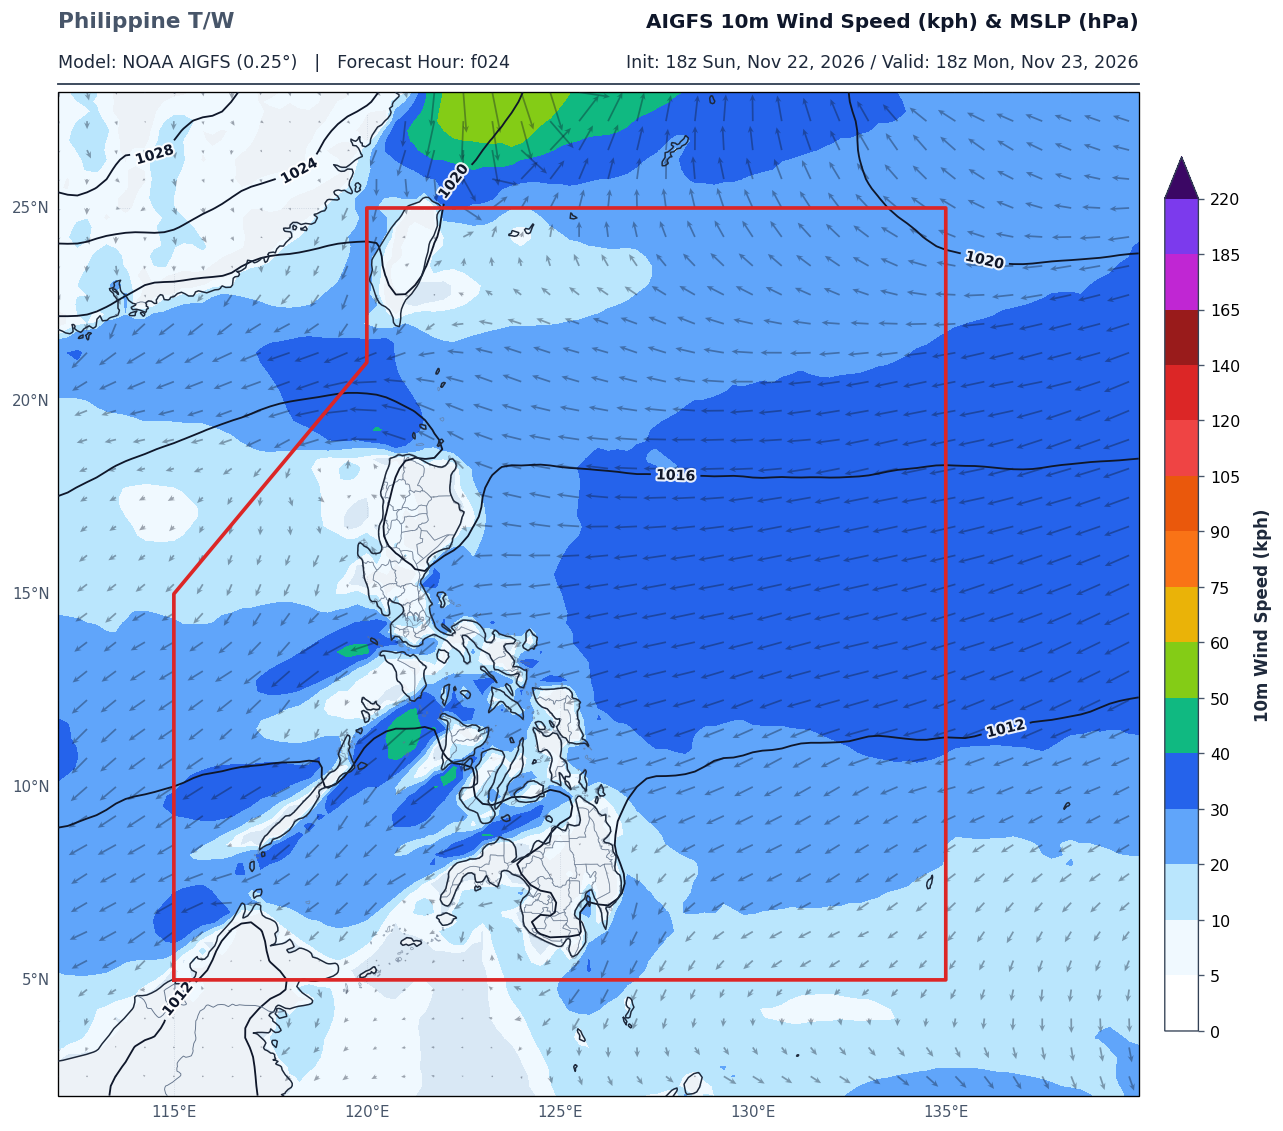 Philippine T/W
AIGFS 10m Wind Speed (kph) & MSLP (hPa)
Model: NOAA AIGFS (0.25°) | Forecast Hour: f024
Init: 18z Sun, Nov 22, 2026 / Valid: 18z Mon, Nov 23, 2026
1028
1024
1020
1020
1016
1012
1012
25°N
20°N
15°N
10°N
5°N
115°E
120°E
125°E
130°E
135°E
220
185
165
140
120
105
90
75
60
50
40
30
20
10
5
0
10m Wind Speed (kph)